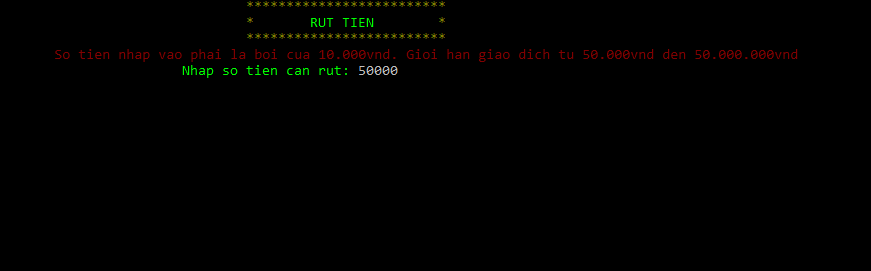 *************************
* RUT TIEN *
*************************
So tien nhap vao phai la boi cua 10.000vnd. Gioi han giao dich tu 50.000vnd den 50.000.000vnd
Nhap so tien can rut: 50000